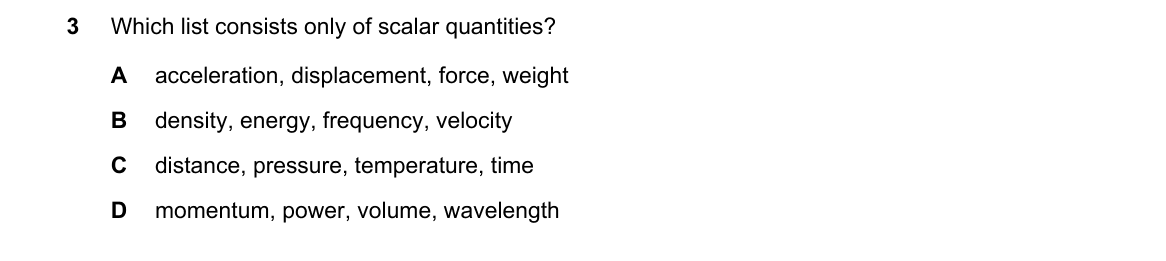 3 Which list consists only of scalar quantities?
A acceleration, displacement, force, weight
B density, energy, frequency, velocity
C distance, pressure, temperature, time
D momentum, power, volume, wavelength